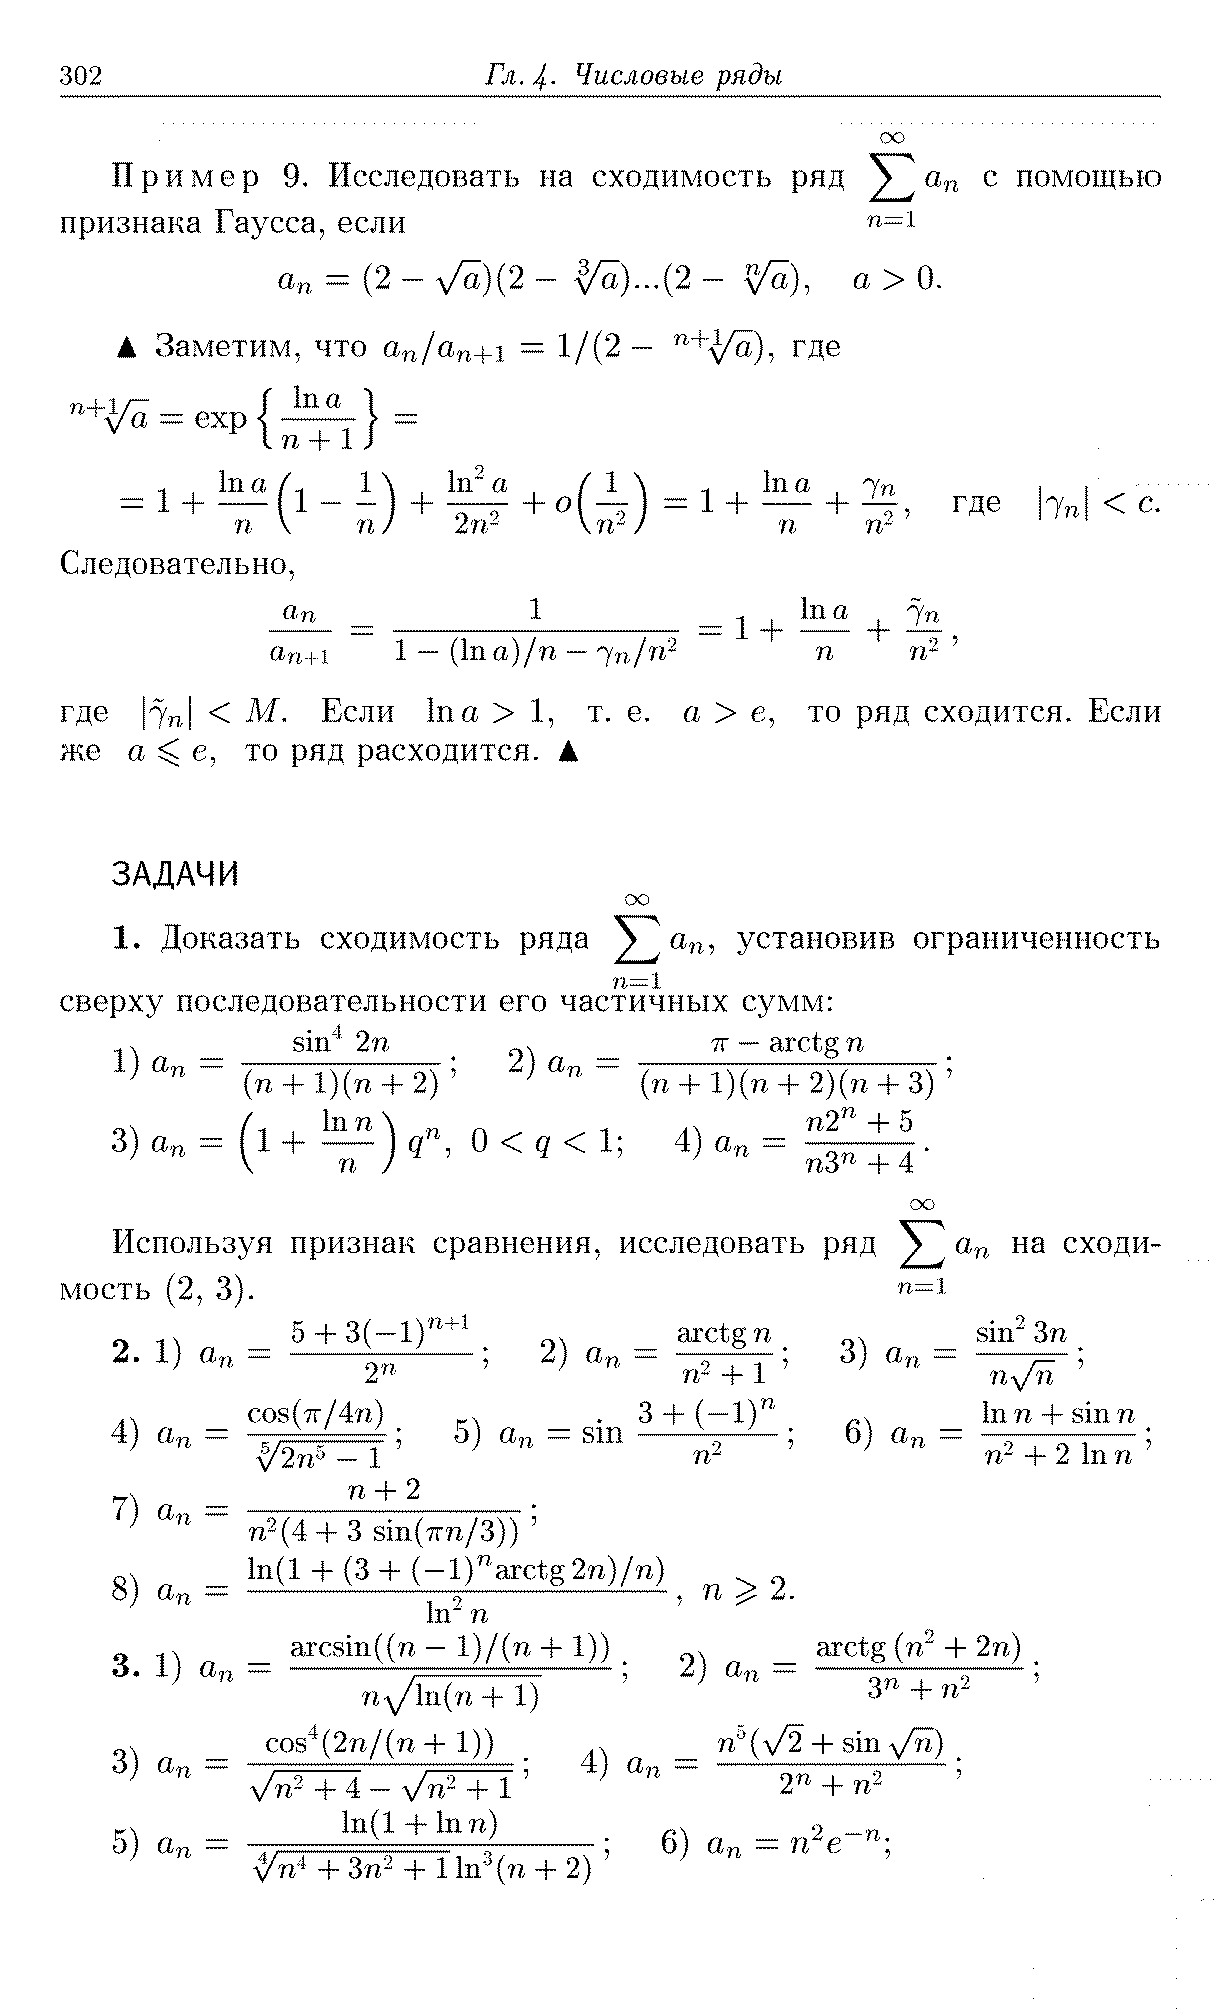 302 Гл. 4. Числовые ряды
Пример 9. Исследовать на сходимость ряд $\sum_{n=1}^{\infty} a_n$ с помощью
признака Гаусса, если
$a_n = (2 - \sqrt{a})(2 - \sqrt[3]{a})...(2 - \sqrt[n]{a}), \quad a > 0.$
▲ Заметим, что $a_n/a_{n+1} = 1/(2 - \sqrt[n+1]{a})$, где
$\sqrt[n+1]{a} = \exp\left\{\frac{\ln a}{n+1}\right\} =$
$= 1 + \frac{\ln a}{n}\left(1 - \frac{1}{n}\right) + \frac{\ln^2 a}{2n^2} + o\left(\frac{1}{n^2}\right) = 1 + \frac{\ln a}{n} + \frac{\gamma_n}{n^2}$, где $|\gamma_n| < c.$
Следовательно,
$\frac{a_n}{a_{n+1}} = \frac{1}{1 - (\ln a)/n - \gamma_n/n^2} = 1 + \frac{\ln a}{n} + \frac{\tilde{\gamma}_n}{n^2},$
где $|\tilde{\gamma}_n| < M$. Если $\ln a > 1$, т. е. $a > e$, то ряд сходится. Если
же $a \leqslant e$, то ряд расходится. ▲
ЗАДАЧИ
1. Доказать сходимость ряда $\sum_{n=1}^{\infty} a_n$, установив ограниченность
сверху последовательности его частичных сумм:
1) $a_n = \frac{\sin^4 2n}{(n+1)(n+2)}$; 2) $a_n = \frac{\pi - \operatorname{arctg} n}{(n+1)(n+2)(n+3)}$;
3) $a_n = \left(1 + \frac{\ln n}{n}\right) q^n, \ 0 < q < 1$; 4) $a_n = \frac{n2^n + 5}{n3^n + 4}$.
Используя признак сравнения, исследовать ряд $\sum_{n=1}^{\infty} a_n$ на сходи-
мость (2, 3).
2. 1) $a_n = \frac{5 + 3(-1)^{n+1}}{2^n}$; 2) $a_n = \frac{\operatorname{arctg} n}{n^2 + 1}$; 3) $a_n = \frac{\sin^2 3n}{n\sqrt{n}}$;
4) $a_n = \frac{\cos(\pi/4n)}{\sqrt[5]{2n^5 - 1}}$; 5) $a_n = \sin \frac{3 + (-1)^n}{n^2}$; 6) $a_n = \frac{\ln n + \sin n}{n^2 + 2 \ln n}$;
7) $a_n = \frac{n + 2}{n^2(4 + 3 \sin(\pi n/3))}$;
8) $a_n = \frac{\ln(1 + (3 + (-1)^n \operatorname{arctg} 2n)/n)}{\ln^2 n}, \ n \geqslant 2.$
3. 1) $a_n = \frac{\arcsin((n-1)/(n+1))}{n\sqrt{\ln(n+1)}}$; 2) $a_n = \frac{\operatorname{arctg}(n^2 + 2n)}{3^n + n^2}$;
3) $a_n = \frac{\cos^4(2n/(n+1))}{\sqrt{n^2 + 4} - \sqrt{n^2 + 1}}$; 4) $a_n = \frac{n^5(\sqrt{2} + \sin \sqrt{n})}{2^n + n^2}$;
5) $a_n = \frac{\ln(1 + \ln n)}{\sqrt[4]{n^4 + 3n^2 + 1} \ln^3(n+2)}$; 6) $a_n = n^2 e^{-n}$;